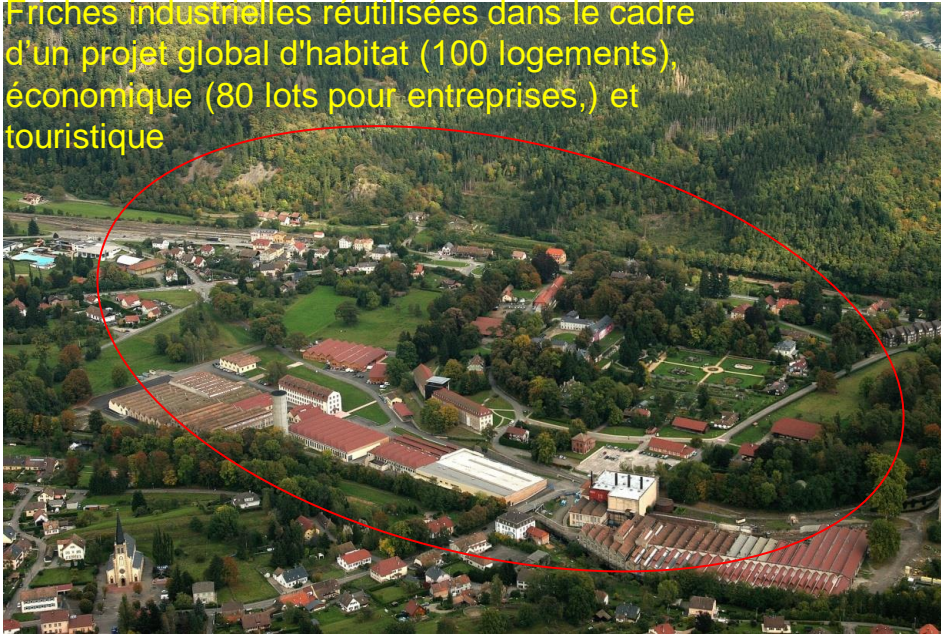 Friches industrielles réutilisées dans le cadre
d’un projet global d'habitat (100 logements),
économique (80 lots pour entreprises,) et
touristique